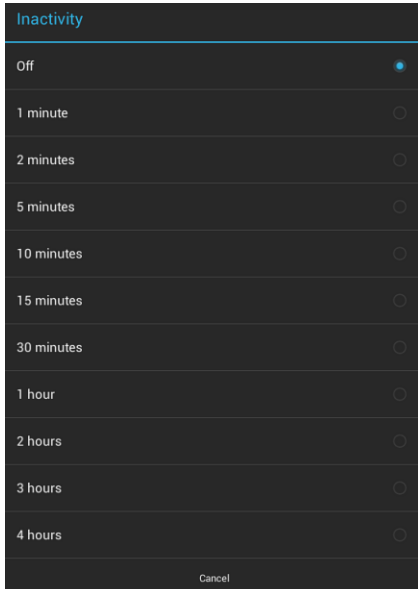 Inactivity
Off
1 minute
2 minutes
5 minutes
10 minutes
15 minutes
30 minutes
1 hour
2 hours
3 hours
4 hours
Cancel